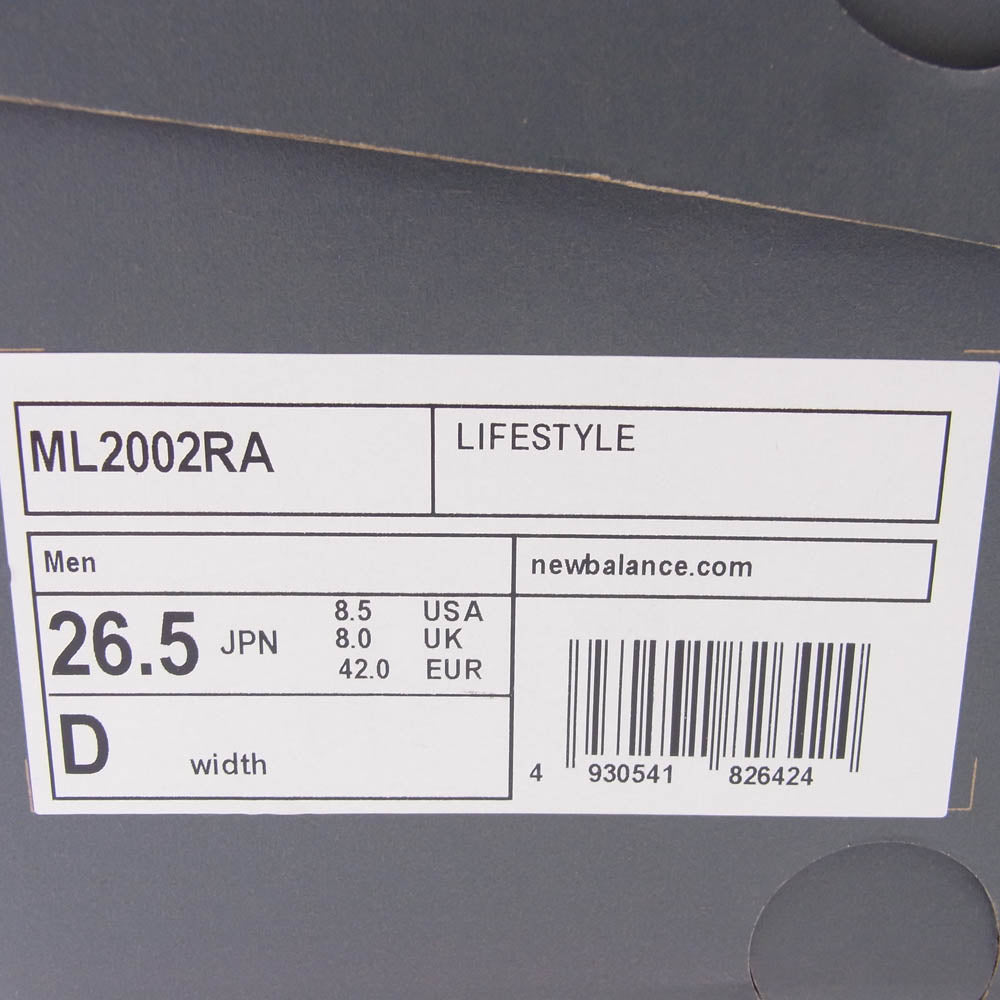 ML2002RA
LIFESTYLE
Men
newbalance.com
26.5 JPN
8.5 USA
8.0 UK
42.0 EUR
D width
4 930541 826424